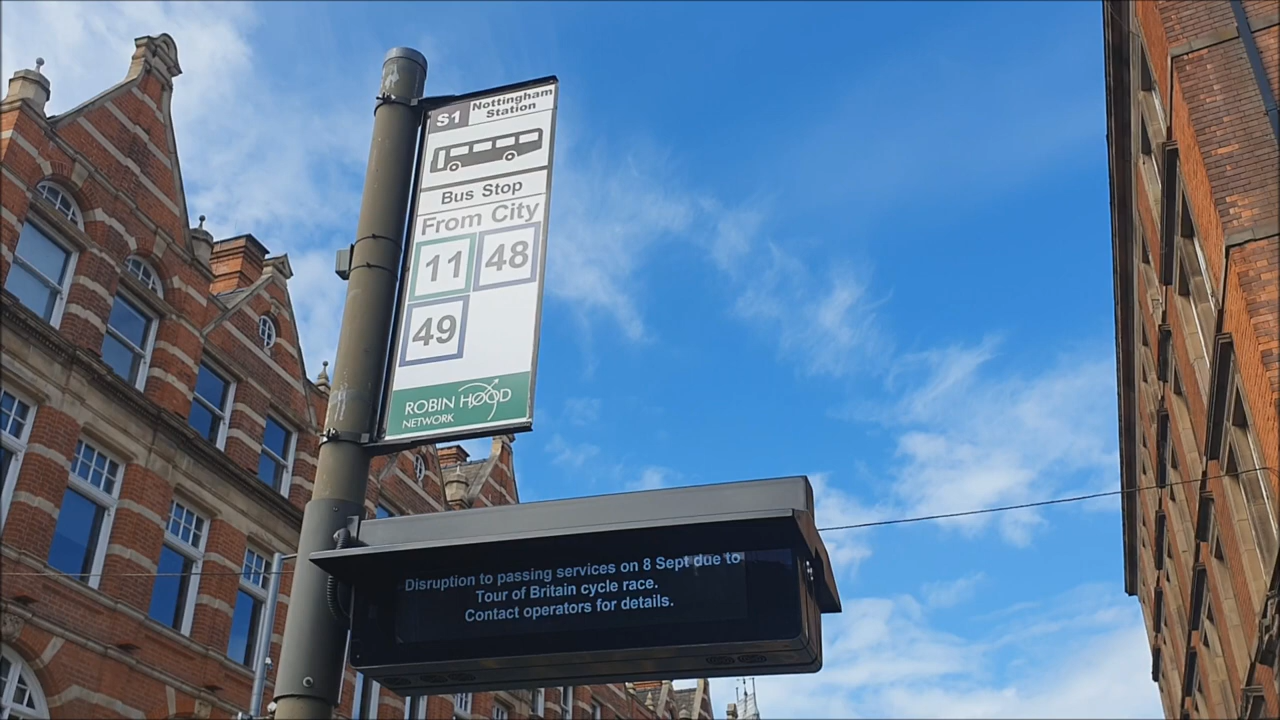 S1 Nottingham
Station
Bus Stop
From City
11 48
49
ROBIN HOOD
NETWORK
Disruption to passing services on 8 Sept due to
Tour of Britain cycle race.
Contact operators for details.